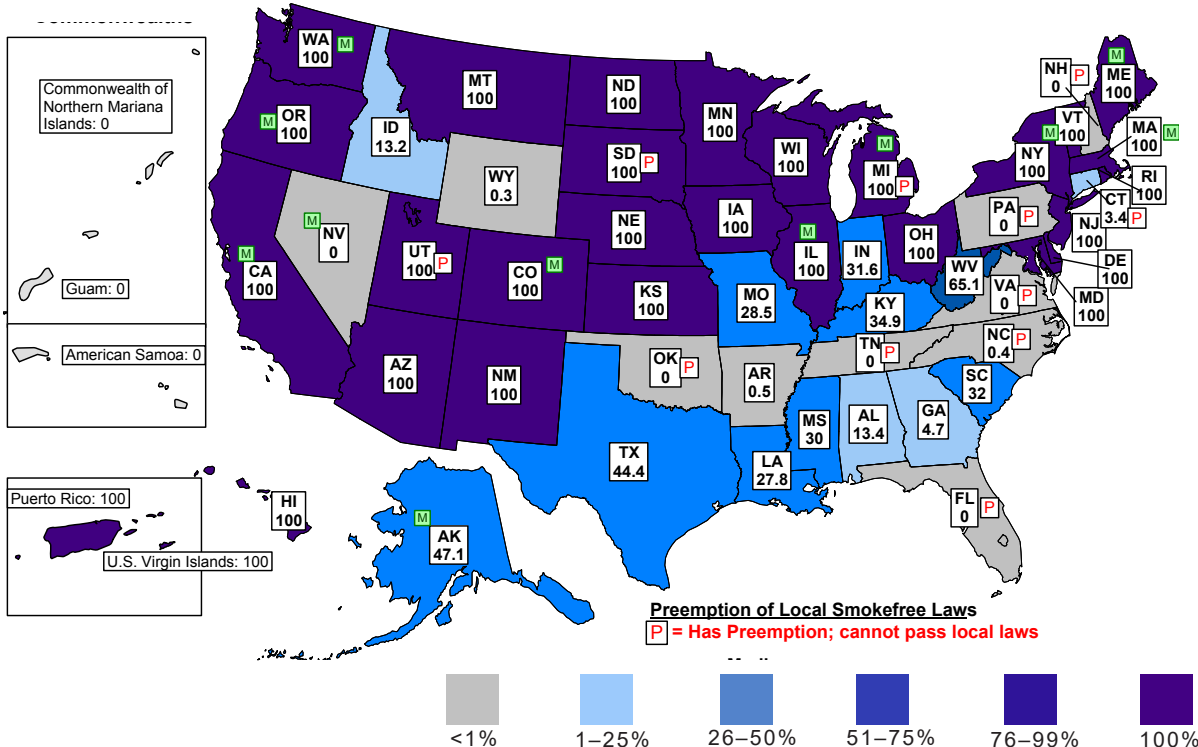 WA
100
M
MT
100
ND
100
MN
100
NH
0
P
M
ME
100
Commonwealth of
Northern Mariana
Islands: 0
M
OR
100
ID
13.2
SD
100
P
WI
100
M
MI
100
P
M
VT
100
MA
100
M
NY
100
RI
100
WY
0.3
CT
3.4
P
NE
100
IA
100
PA
0
P
NJ
100
M
NV
0
UT
100
P
M
CO
100
M
IL
100
IN
31.6
OH
100
DE
100
M
CA
100
WV
65.1
VA
0
P
MD
100
Guam: 0
KS
100
MO
28.5
KY
34.9
American Samoa: 0
AZ
100
NM
100
OK
0
P
AR
0.5
TN
0
P
NC
0.4
P
SC
32
TX
44.4
LA
27.8
MS
30
AL
13.4
GA
4.7
Puerto Rico: 100
HI
100
U.S. Virgin Islands: 100
M
AK
47.1
FL
0
P
Preemption of Local Smokefree Laws
P = Has Preemption; cannot pass local laws
<1%
1–25%
26–50%
51–75%
76–99%
100%